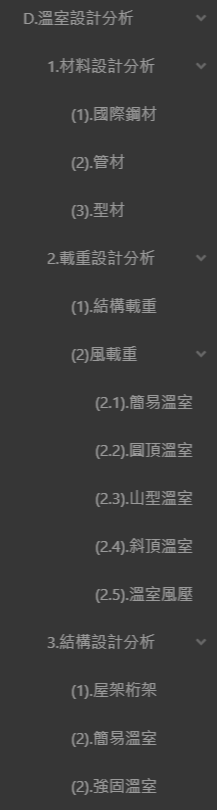 D.溫室設計分析
1.材料設計分析
(1).國際鋼材
(2).管材
(3).型材
2.載重設計分析
(1).結構載重
(2)風載重
(2.1).簡易溫室
(2.2).圓頂溫室
(2.3).山型溫室
(2.4).斜頂溫室
(2.5).溫室風壓
3.結構設計分析
(1).屋架桁架
(2).簡易溫室
(2).強固溫室